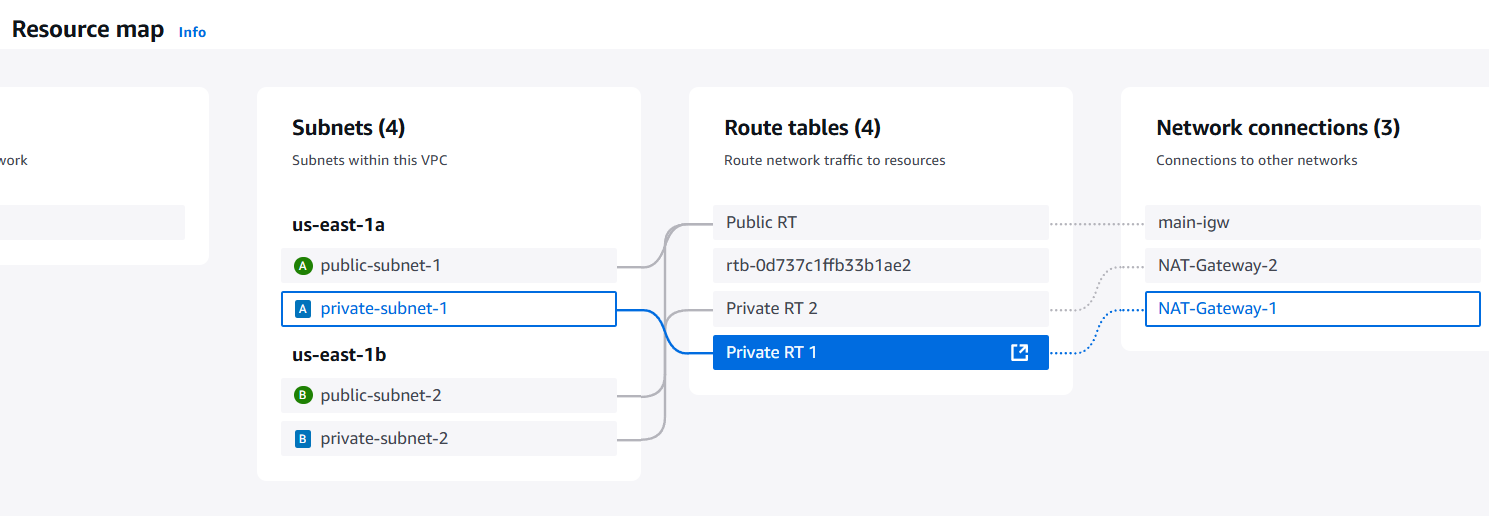 Resource map Info
work
Subnets (4)
Subnets within this VPC
us-east-1a
A public-subnet-1
A private-subnet-1
us-east-1b
B public-subnet-2
B private-subnet-2
Route tables (4)
Route network traffic to resources
Public RT
rtb-0d737c1ffb33b1ae2
Private RT 2
Private RT 1
Network connections (3)
Connections to other networks
main-igw
NAT-Gateway-2
NAT-Gateway-1